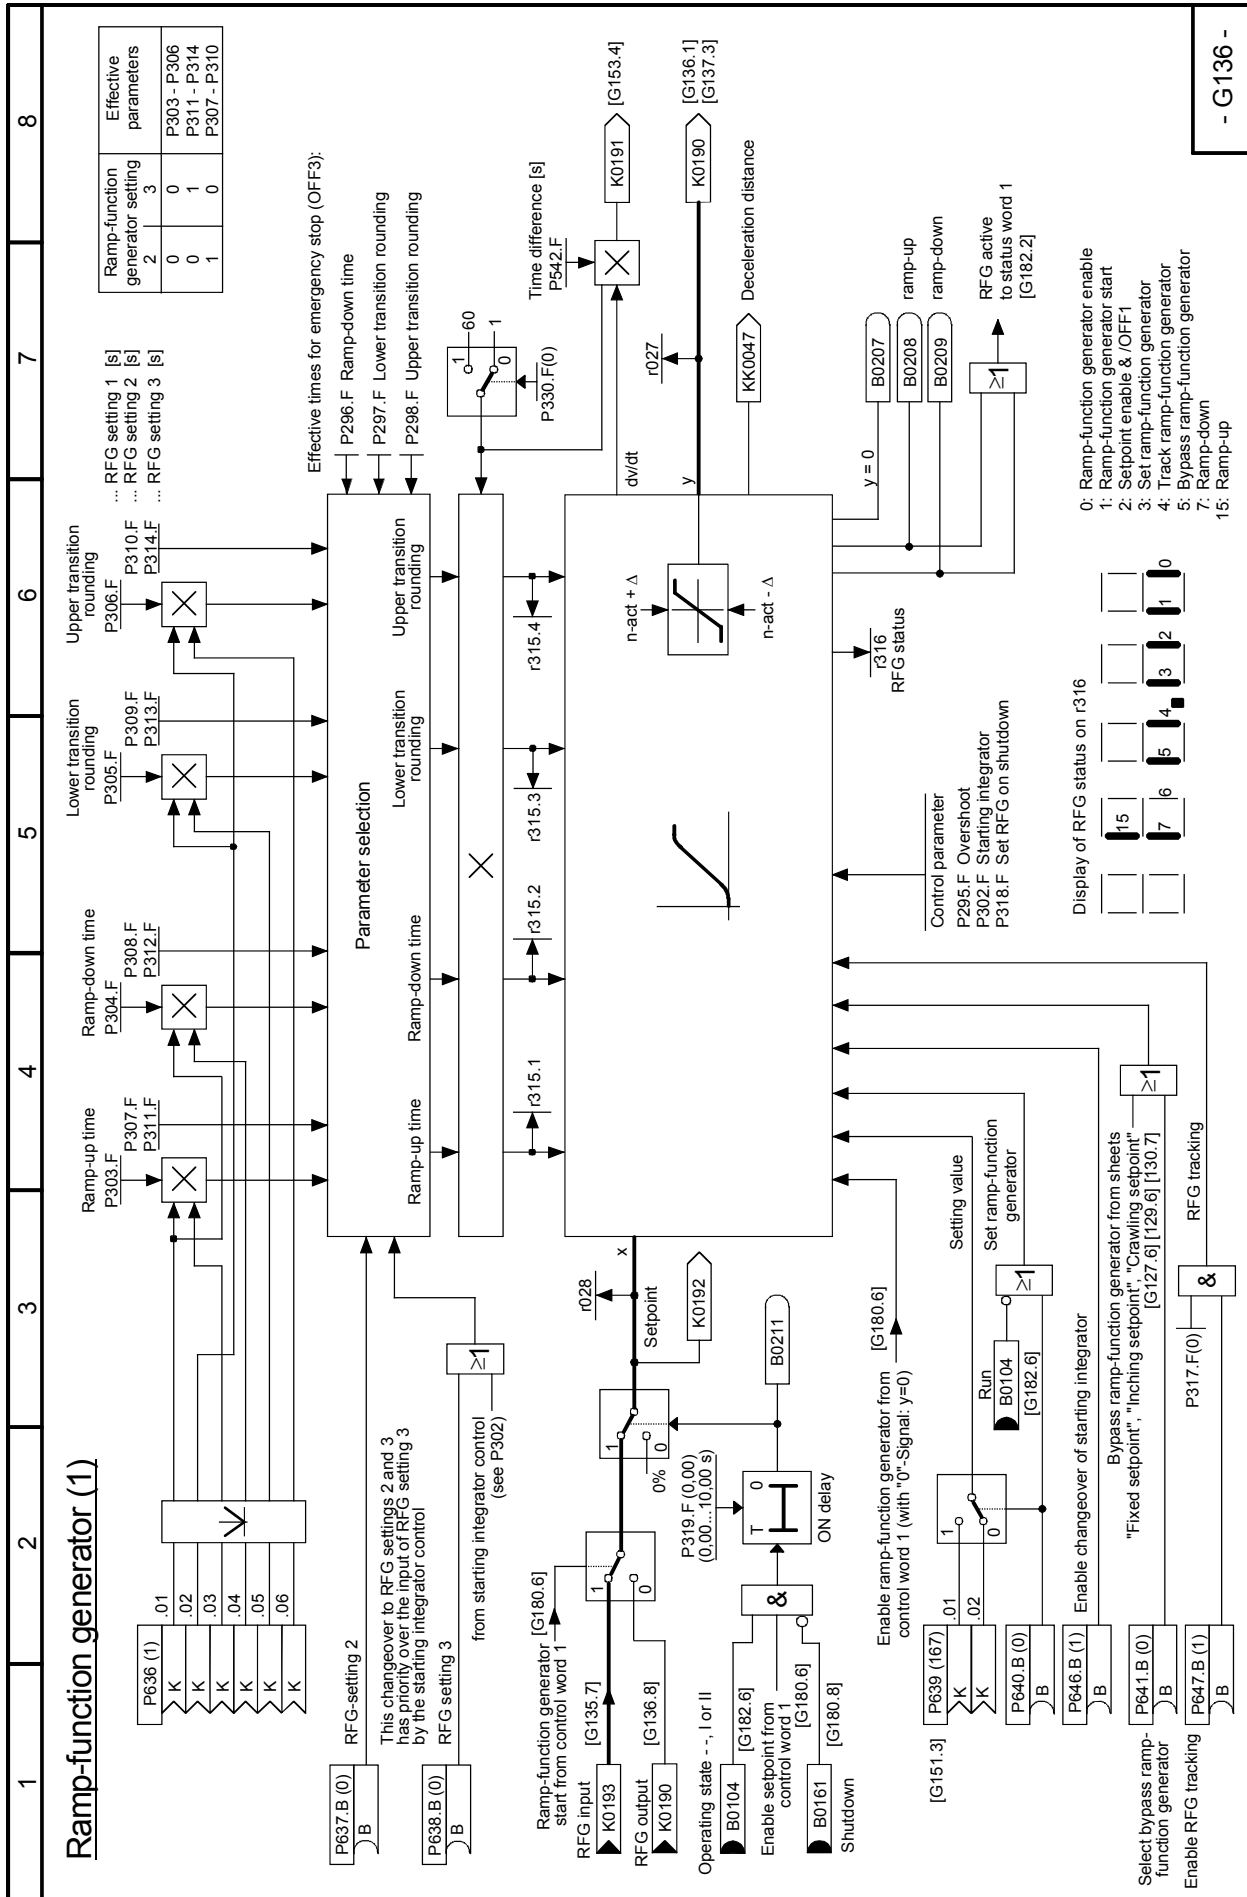 1
2
3
4
5
6
7
8
Ramp-function generator (1)
P636 (1)
K
K
K
K
K
K
.01
.02
.03
.04
.05
.06
Ramp-up time
P303.F
P307.F
P311.F
Ramp-down time
P304.F
P308.F
P312.F
Lower transition
rounding
P305.F
P309.F
P313.F
Upper transition
rounding
P306.F
P310.F
P314.F
... RFG setting 1 [s]
... RFG setting 2 [s]
... RFG setting 3 [s]
Ramp-function
generator setting
2 3
Effective
parameters
0 0 P303 - P306
0 1 P311 - P314
1 0 P307 - P310
P637.B (0)
B
RFG-setting 2
This changeover to RFG settings 2 and 3
has priority over the input of RFG setting 3
by the starting integrator control
P638.B (0)
B
RFG setting 3
from starting integrator control
(see P302)
≥1
Parameter selection
Ramp-up time
Ramp-down time
Lower transition
rounding
Upper transition
rounding
Effective times for emergency stop (OFF3):
P296.F Ramp-down time
P297.F Lower transition rounding
P298.F Upper transition rounding
1
60
0
1
P330.F(0)
r315.1
r315.2
r315.3
r315.4
Time difference [s]
P542.F
K0191
[G153.4]
dv/dt
Ramp-function generator
start from control word 1
[G180.6]
RFG input
K0193
[G135.7]
RFG output
K0190
[G136.8]
1
0
1
0
0%
r028
Setpoint
x
K0192
n-act + Δ
n-act - Δ
y
r027
K0190
[G136.1]
[G137.3]
KK0047
Deceleration distance
P319.F (0,00)
(0,00...10,00 s)
T 0
ON delay
B0211
Operating state - -, I or II
B0104
[G182.6]
Enable setpoint from
control word 1
[G180.6]
B0161
[G180.8]
Shutdown
&
y = 0
B0207
B0208
ramp-up
B0209
ramp-down
≥1
RFG active
to status word 1
[G182.2]
r316
RFG status
Enable ramp-function generator from
control word 1 (with "0"-Signal: y=0)
[G180.6]
Control parameter
P295.F Overshoot
P302.F Starting integrator
P318.F Set RFG on shutdown
[G151.3]
P639 (167)
K
K
.01
.02
1
0
Setting value
P640.B (0)
B
Run
B0104
[G182.6]
≥1
Set ramp-function
generator
P646.B (1)
B
Enable changeover of starting integrator
Select bypass ramp-
function generator
P641.B (0)
B
Bypass ramp-function generator from sheets
"Fixed setpoint", "Inching setpoint", "Crawling setpoint"
[G127.6] [129.6] [130.7]
≥1
Enable RFG tracking
P647.B (1)
B
P317.F(0)
&
RFG tracking
Display of RFG status on r316
15
7 6 5 4 3 2 1 0
0: Ramp-function generator enable
1: Ramp-function generator start
2: Setpoint enable & /OFF1
3: Set ramp-function generator
4: Track ramp-function generator
5: Bypass ramp-function generator
7: Ramp-down
15: Ramp-up
- G136 -